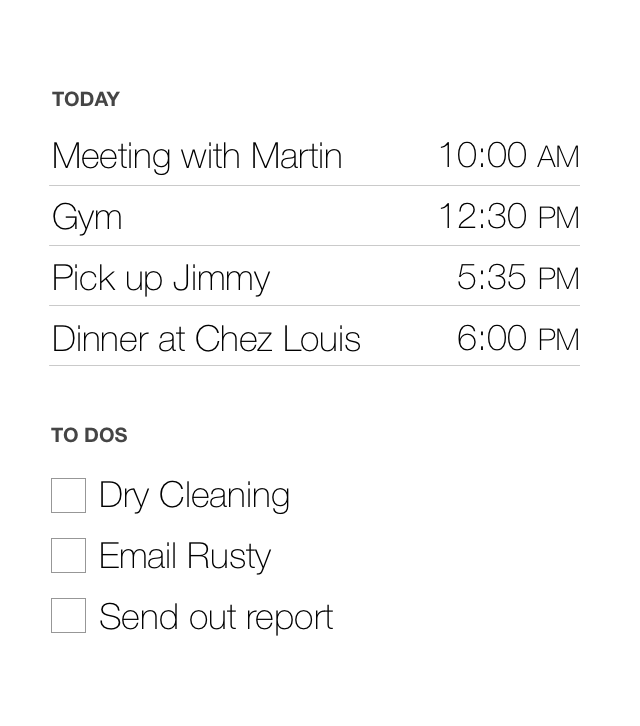 TODAY
Meeting with Martin 10:00 AM
Gym 12:30 PM
Pick up Jimmy 5:35 PM
Dinner at Chez Louis 6:00 PM
TO DOS
Dry Cleaning
Email Rusty
Send out report